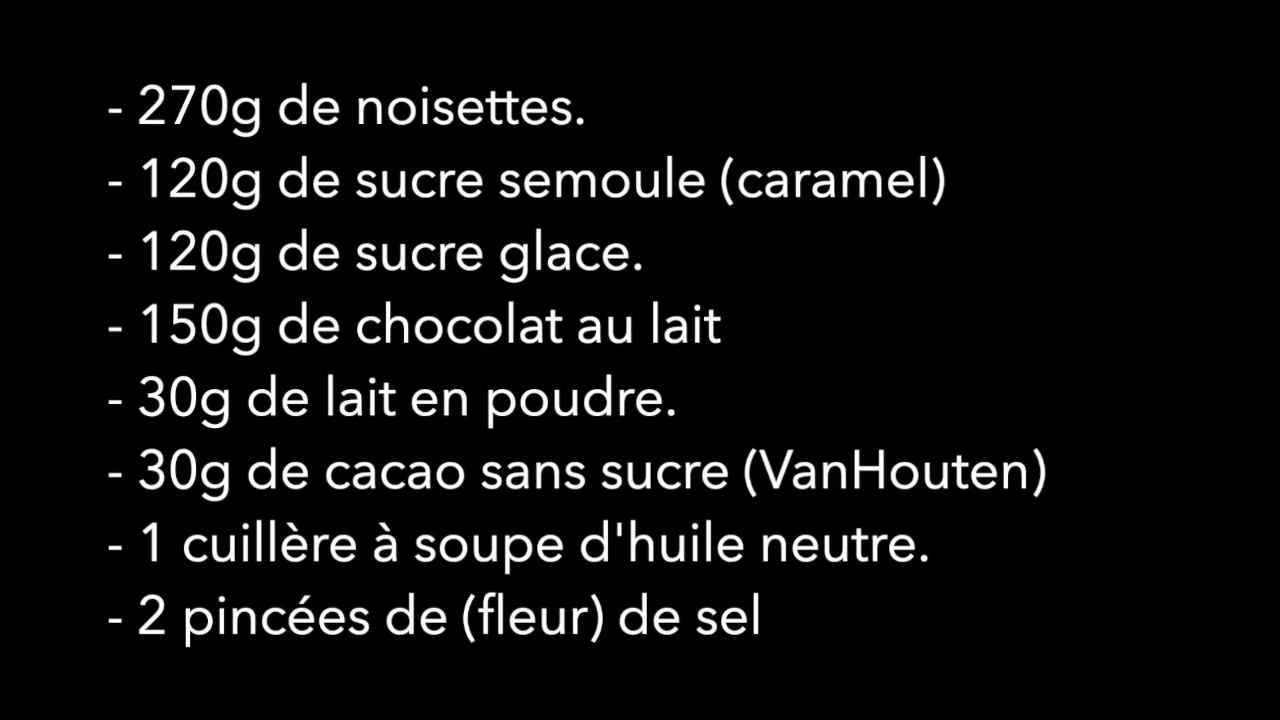 - 270g de noisettes.
- 120g de sucre semoule (caramel)
- 120g de sucre glace.
- 150g de chocolat au lait
- 30g de lait en poudre.
- 30g de cacao sans sucre (VanHouten)
- 1 cuillère à soupe d'huile neutre.
- 2 pincées de (fleur) de sel